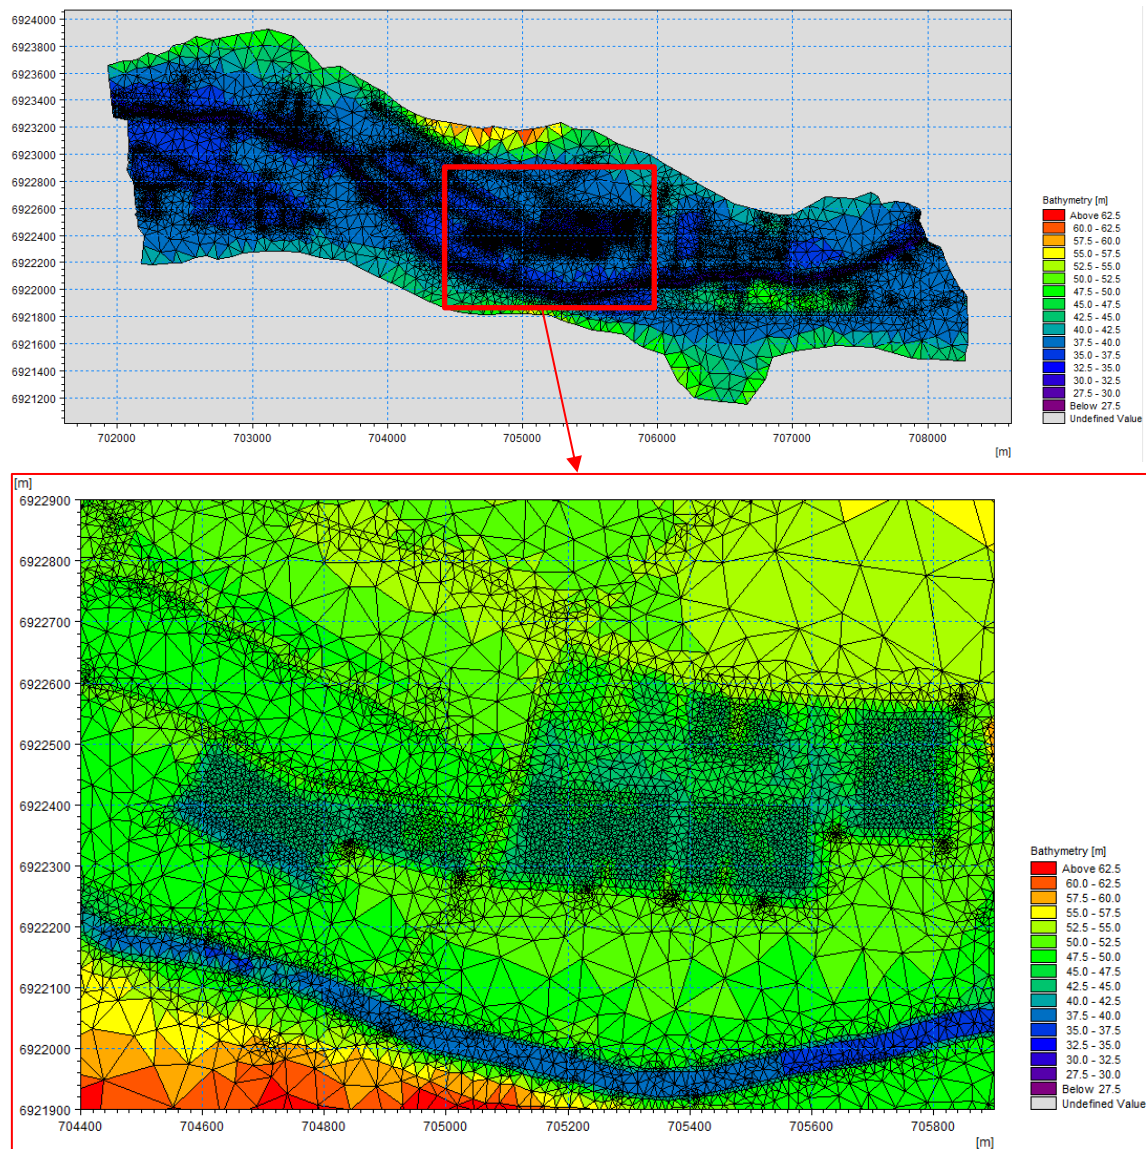 6924000
6923800
6923600
6923400
6923200
6923000
6922800
6922600
6922400
6922200
6922000
6921800
6921600
6921400
6921200
702000 703000 704000 705000 706000 707000 708000
[m]
Bathymetry [m]
Above 62.5
60.0 - 62.5
57.5 - 60.0
55.0 - 57.5
52.5 - 55.0
50.0 - 52.5
47.5 - 50.0
45.0 - 47.5
42.5 - 45.0
40.0 - 42.5
37.5 - 40.0
35.0 - 37.5
32.5 - 35.0
30.0 - 32.5
27.5 - 30.0
Below 27.5
Undefined Value
[m]
6922900
6922800
6922700
6922600
6922500
6922400
6922300
6922200
6922100
6922000
6921900
704400 704600 704800 705000 705200 705400 705600 705800
[m]
Bathymetry [m]
Above 62.5
60.0 - 62.5
57.5 - 60.0
55.0 - 57.5
52.5 - 55.0
50.0 - 52.5
47.5 - 50.0
45.0 - 47.5
42.5 - 45.0
40.0 - 42.5
37.5 - 40.0
35.0 - 37.5
32.5 - 35.0
30.0 - 32.5
27.5 - 30.0
Below 27.5
Undefined Value